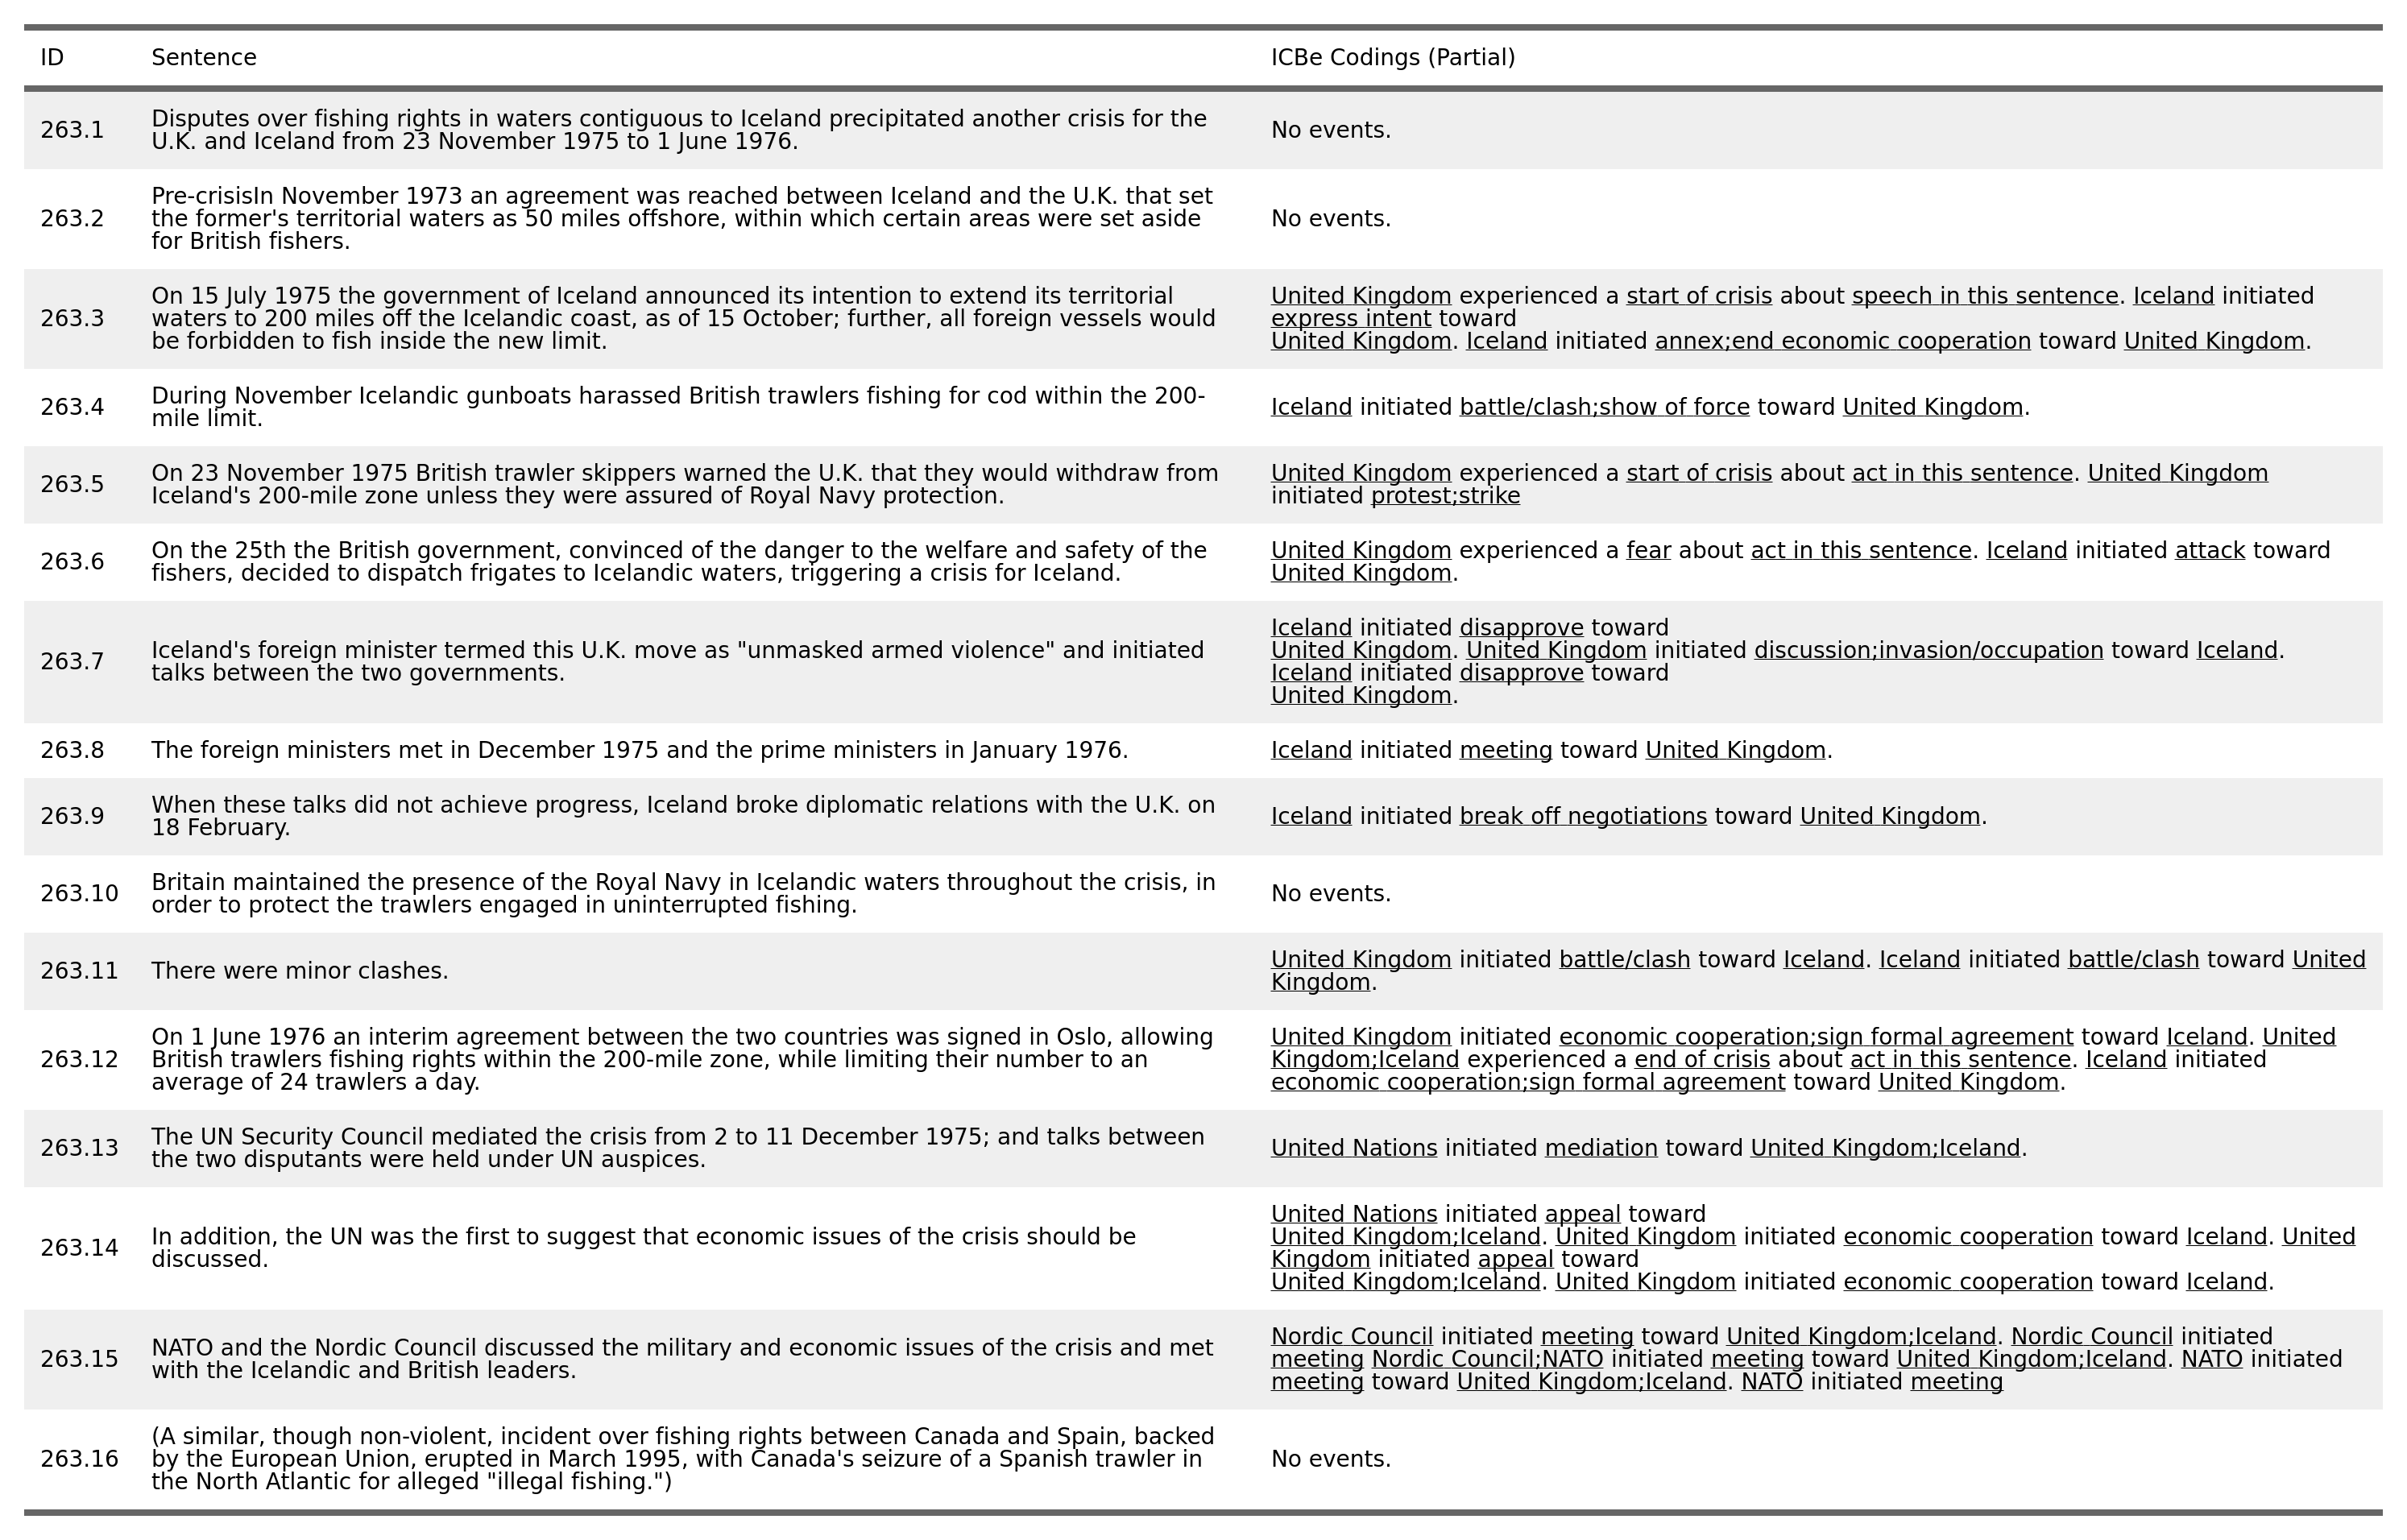 ID Sentence ICBe Codings (Partial)
263.1 Disputes over fishing rights in waters contiguous to Iceland precipitated another crisis for the
U.K. and Iceland from 23 November 1975 to 1 June 1976.
No events.
263.2 Pre-crisisIn November 1973 an agreement was reached between Iceland and the U.K. that set
the former's territorial waters as 50 miles offshore, within which certain areas were set aside
for British fishers.
No events.
263.3 On 15 July 1975 the government of Iceland announced its intention to extend its territorial
waters to 200 miles off the Icelandic coast, as of 15 October; further, all foreign vessels would
be forbidden to fish inside the new limit.
United Kingdom experienced a start of crisis about speech in this sentence. Iceland initiated
express intent toward
United Kingdom. Iceland initiated annex;end economic cooperation toward United Kingdom.
263.4 During November Icelandic gunboats harassed British trawlers fishing for cod within the 200-
mile limit.
Iceland initiated battle/clash;show of force toward United Kingdom.
263.5 On 23 November 1975 British trawler skippers warned the U.K. that they would withdraw from
Iceland's 200-mile zone unless they were assured of Royal Navy protection.
United Kingdom experienced a start of crisis about act in this sentence. United Kingdom
initiated protest;strike
263.6 On the 25th the British government, convinced of the danger to the welfare and safety of the
fishers, decided to dispatch frigates to Icelandic waters, triggering a crisis for Iceland.
United Kingdom experienced a fear about act in this sentence. Iceland initiated attack toward
United Kingdom.
263.7 Iceland's foreign minister termed this U.K. move as "unmasked armed violence" and initiated
talks between the two governments.
Iceland initiated disapprove toward
United Kingdom. United Kingdom initiated discussion;invasion/occupation toward Iceland.
Iceland initiated disapprove toward
United Kingdom.
263.8 The foreign ministers met in December 1975 and the prime ministers in January 1976.
Iceland initiated meeting toward United Kingdom.
263.9 When these talks did not achieve progress, Iceland broke diplomatic relations with the U.K. on
18 February.
Iceland initiated break off negotiations toward United Kingdom.
263.10 Britain maintained the presence of the Royal Navy in Icelandic waters throughout the crisis, in
order to protect the trawlers engaged in uninterrupted fishing.
No events.
263.11 There were minor clashes.
United Kingdom initiated battle/clash toward Iceland. Iceland initiated battle/clash toward United
Kingdom.
263.12 On 1 June 1976 an interim agreement between the two countries was signed in Oslo, allowing
British trawlers fishing rights within the 200-mile zone, while limiting their number to an
average of 24 trawlers a day.
United Kingdom initiated economic cooperation;sign formal agreement toward Iceland. United
Kingdom;Iceland experienced a end of crisis about act in this sentence. Iceland initiated
economic cooperation;sign formal agreement toward United Kingdom.
263.13 The UN Security Council mediated the crisis from 2 to 11 December 1975; and talks between
the two disputants were held under UN auspices.
United Nations initiated mediation toward United Kingdom;Iceland.
263.14 In addition, the UN was the first to suggest that economic issues of the crisis should be
discussed.
United Nations initiated appeal toward
United Kingdom;Iceland. United Kingdom initiated economic cooperation toward Iceland. United
Kingdom initiated appeal toward
United Kingdom;Iceland. United Kingdom initiated economic cooperation toward Iceland.
263.15 NATO and the Nordic Council discussed the military and economic issues of the crisis and met
with the Icelandic and British leaders.
Nordic Council initiated meeting toward United Kingdom;Iceland. Nordic Council initiated
meeting Nordic Council;NATO initiated meeting toward United Kingdom;Iceland. NATO initiated
meeting toward United Kingdom;Iceland. NATO initiated meeting
263.16 (A similar, though non-violent, incident over fishing rights between Canada and Spain, backed
by the European Union, erupted in March 1995, with Canada's seizure of a Spanish trawler in
the North Atlantic for alleged "illegal fishing.")
No events.